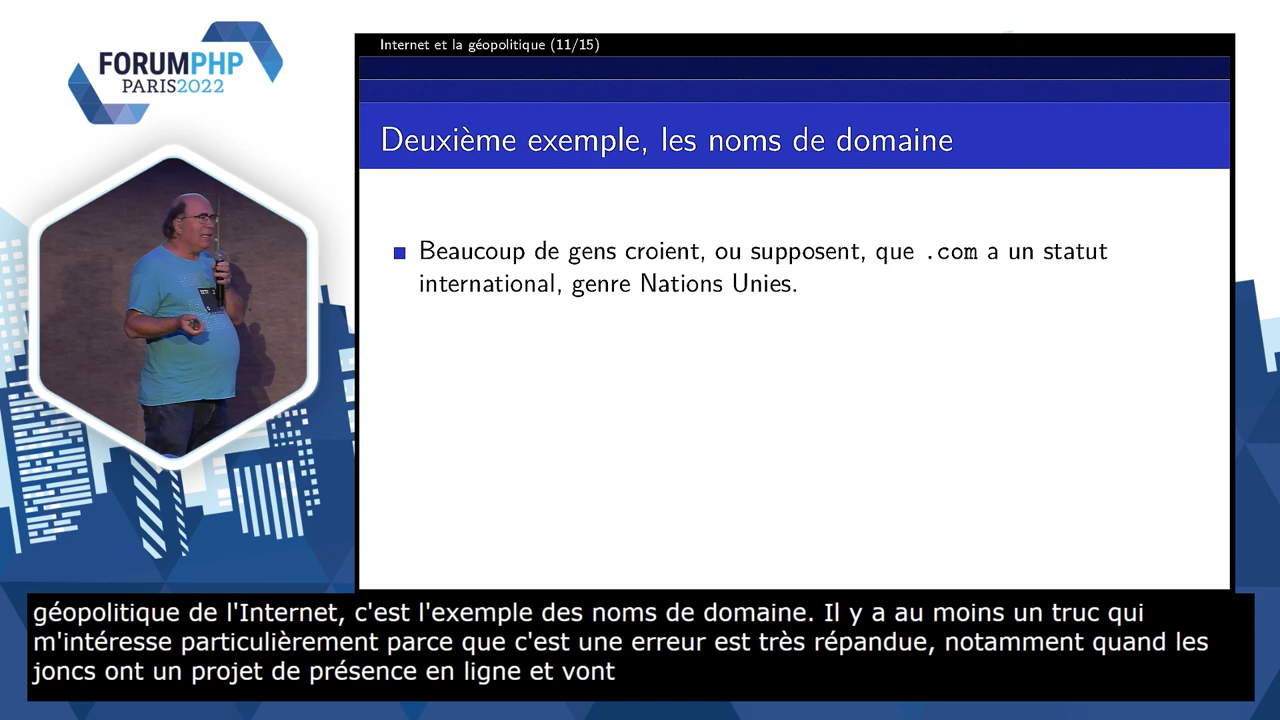 FORUMPHP
PARIS2022
Internet et la géopolitique (11/15)
Deuxième exemple, les noms de domaine
Beaucoup de gens croient, ou supposent, que .com a un statut
international, genre Nations Unies.
géopolitique de l'Internet, c'est l'exemple des noms de domaine. Il y a au moins un truc qui
m'intéresse particulièrement parce que c'est une erreur est très répandue, notamment quand les
joncs ont un projet de présence en ligne et vont